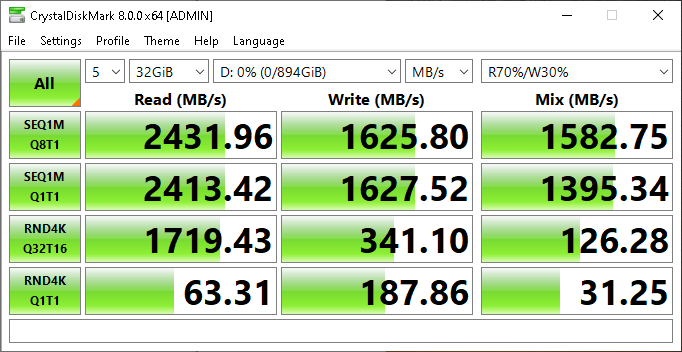 CrystalDiskMark 8.0.0 x64 [ADMIN]
File Settings Profile Theme Help Language
All 5 32GiB D: 0% (0/894GiB) MB/s R70%/W30%
Read (MB/s) Write (MB/s) Mix (MB/s)
SEQ1M
Q8T1 2431.96 1625.80 1582.75
SEQ1M
Q1T1 2413.42 1627.52 1395.34
RND4K
Q32T16 1719.43 341.10 126.28
RND4K
Q1T1 63.31 187.86 31.25